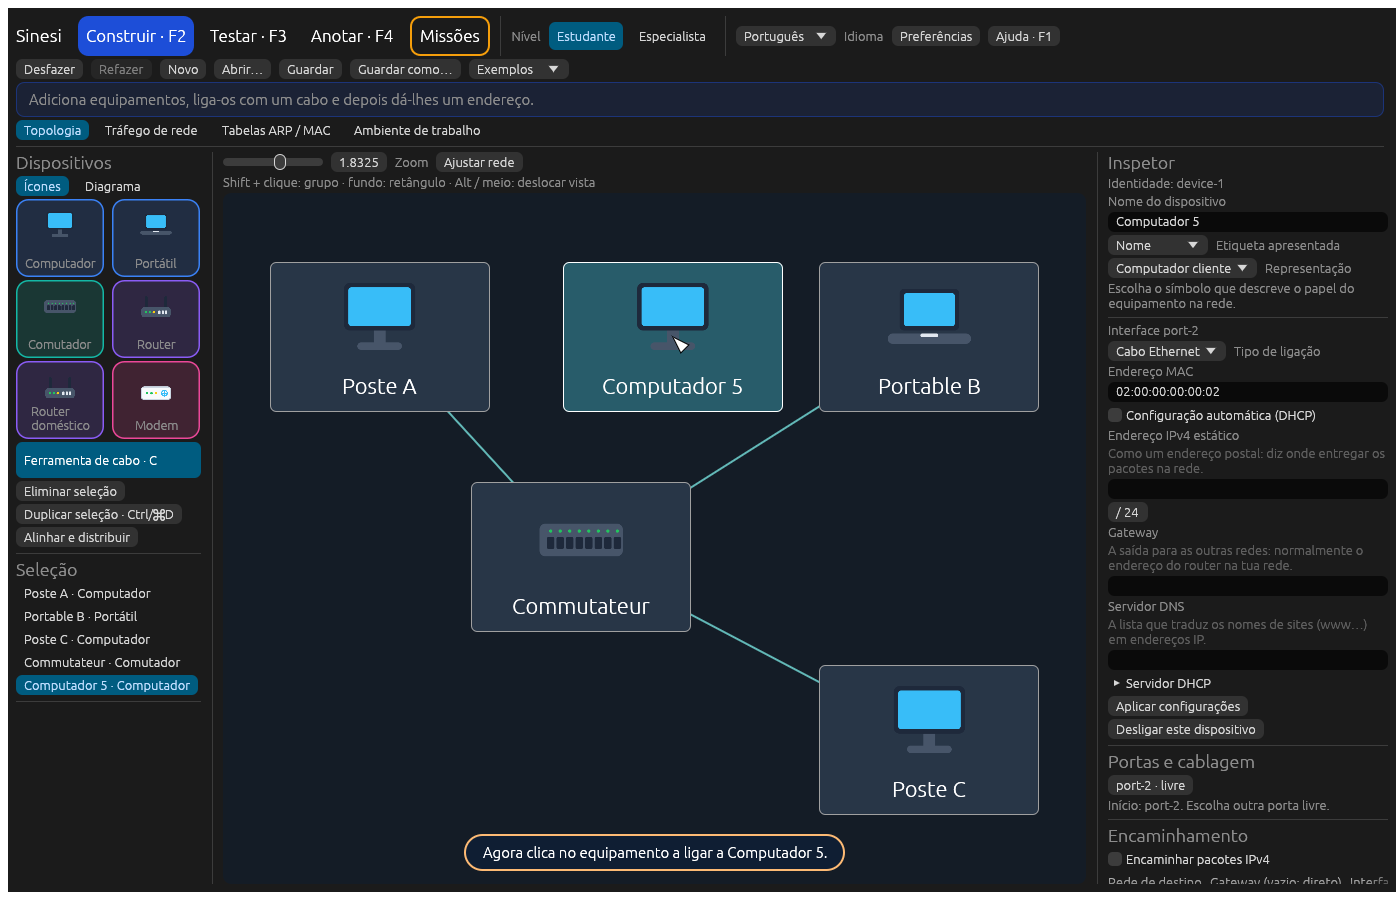 Sinesi Construir · F2 Testar · F3 Anotar · F4 Missões Nível Estudante Especialista Português Idioma Preferências Ajuda · F1
Desfazer Refazer Novo Abrir… Guardar Guardar como… Exemplos
Adiciona equipamentos, liga-os com um cabo e depois dá-lhes um endereço.
Topologia Tráfego de rede Tabelas ARP / MAC Ambiente de trabalho
Dispositivos
Ícones Diagrama
Computador Portátil
Comutador Router
Router doméstico Modem
Ferramenta de cabo · C
Eliminar seleção
Duplicar seleção · Ctrl/⌘D
Alinhar e distribuir
Seleção
Poste A · Computador
Portable B · Portátil
Poste C · Computador
Commutateur · Comutador
Computador 5 · Computador
1.8325 Zoom Ajustar rede
Shift + clique: grupo · fundo: retângulo · Alt / meio: deslocar vista
Poste A
Computador 5
Portable B
Commutateur
Poste C
Agora clica no equipamento a ligar a Computador 5.
Inspetor
Identidade: device-1
Nome do dispositivo
Computador 5
Nome Etiqueta apresentada
Computador cliente Representação
Escolha o símbolo que descreve o papel do
equipamento na rede.
Interface port-2
Cabo Ethernet Tipo de ligação
Endereço MAC
02:00:00:00:00:02
Configuração automática (DHCP)
Endereço IPv4 estático
Como um endereço postal: diz onde entregar os
pacotes na rede.
/ 24
Gateway
A saída para as outras redes: normalmente o
endereço do router na tua rede.
Servidor DNS
A lista que traduz os nomes de sites (www…)
em endereços IP.
Servidor DHCP
Aplicar configurações
Desligar este dispositivo
Portas e cablagem
port-2 · livre
Início: port-2. Escolha outra porta livre.
Encaminhamento
Encaminhar pacotes IPv4
Rede de destino Gateway (vazio: direto)